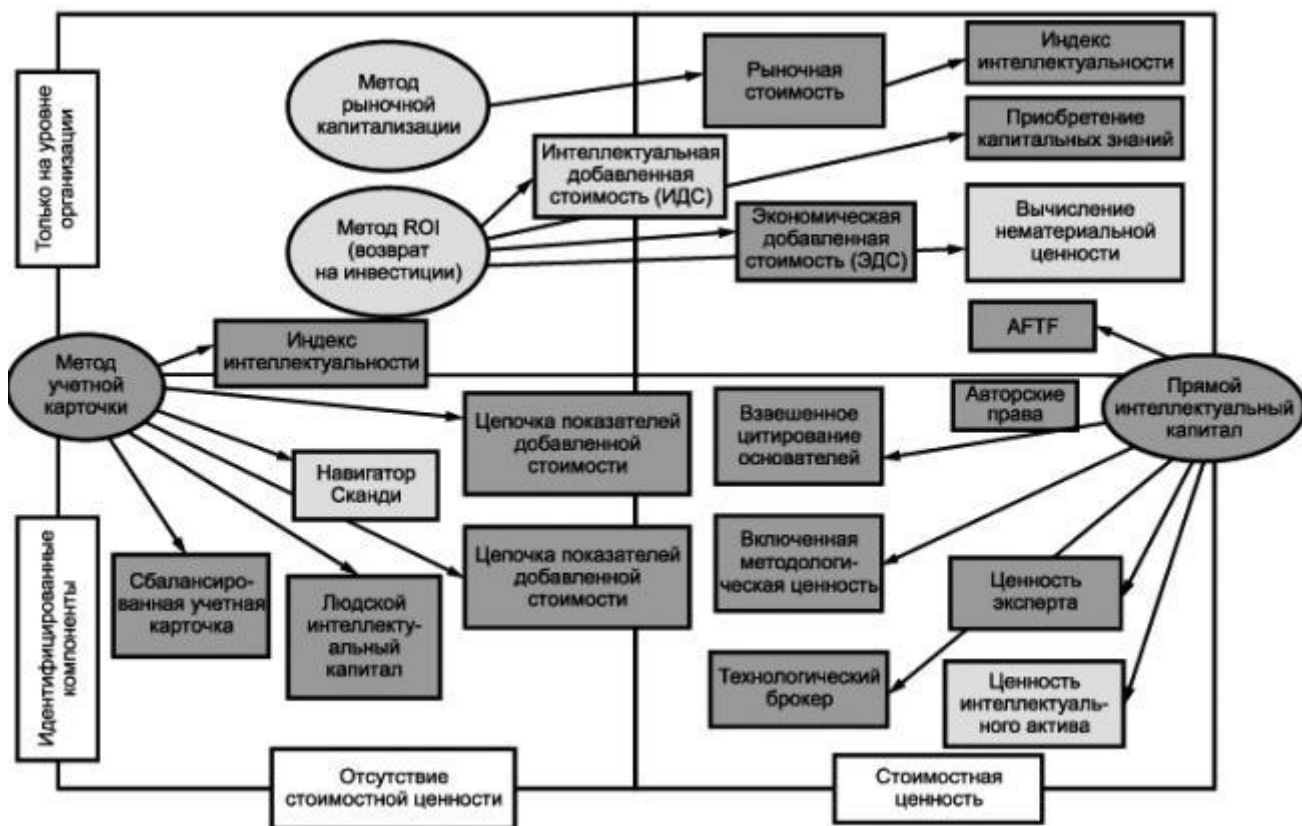 Только на уровне
организации
Метод
рыночной
капитализации
Рыночная
стоимость
Индекс
интеллектуальности
Приобретение
капитальных знаний
Интеллектуальная
добавленная
стоимость (ИДС)
Метод ROI
(возврат
на инвестиции)
Экономическая
добавленная
стоимость (ЭДС)
Вычисление
нематериальной
ценности
AFTF
Индекс
интеллектуальности
Метод
учетной
карточки
Прямой
интеллектуальный
капитал
Авторские
права
Цепочка показателей
добавленной
стоимости
Взаешенное
цитирование
основателей
Навигатор
Сканди
Идентифицированные
компоненты
Сбалансиро-
ванная учетная
карточка
Людской
интеллекту-
альный
капитал
Цепочка показателей
добавленной
стоимости
Включенная
методологи-
ческая ценность
Ценность
эксперта
Технологический
брокер
Ценность
интеллектуаль-
ного актива
Отсутствие
стоимостной ценности
Стоимостная
ценность